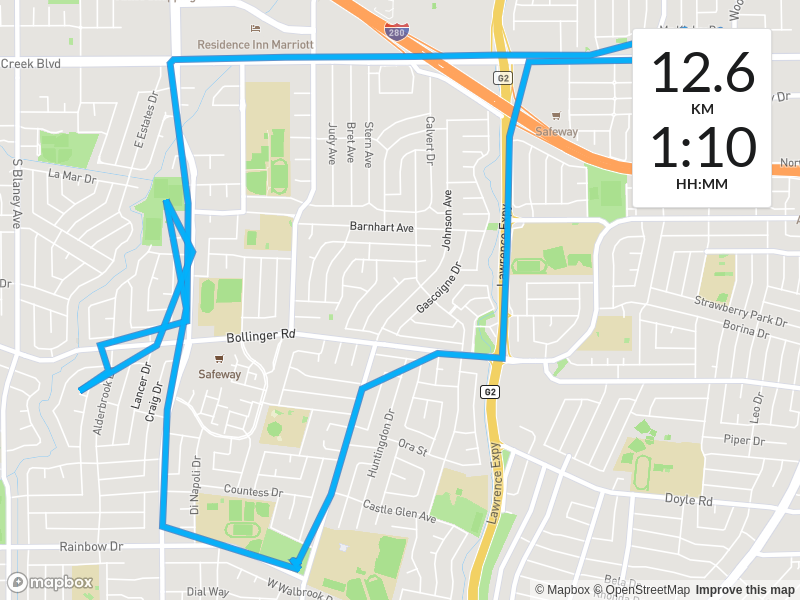 Residence Inn Marriott
280
Creek Blvd
G2
12.6
KM
1:10
HH:MM
Safeway
E Estates Dr
Judy Ave
Bret Ave
Stern Ave
Calvert Dr
La Mar Dr
S Blaney Ave
Johnson Ave
Lawrence Expy
Barnhart Ave
Gascoigne Dr
Dr
Strawberry Park Dr
Borina Dr
Bollinger Rd
Safeway
Lancer Dr
Craig Dr
Alderbrook
G2
Leo Dr
Huntingdon Dr
Ora St
Piper Dr
Di Napoli Dr
Countess Dr
Castle Glen Ave
Lawrence Expy
Doyle Rd
Rainbow Dr
Dial Way
W Walbrook Dr
mapbox
© Mapbox © OpenStreetMap Improve this map